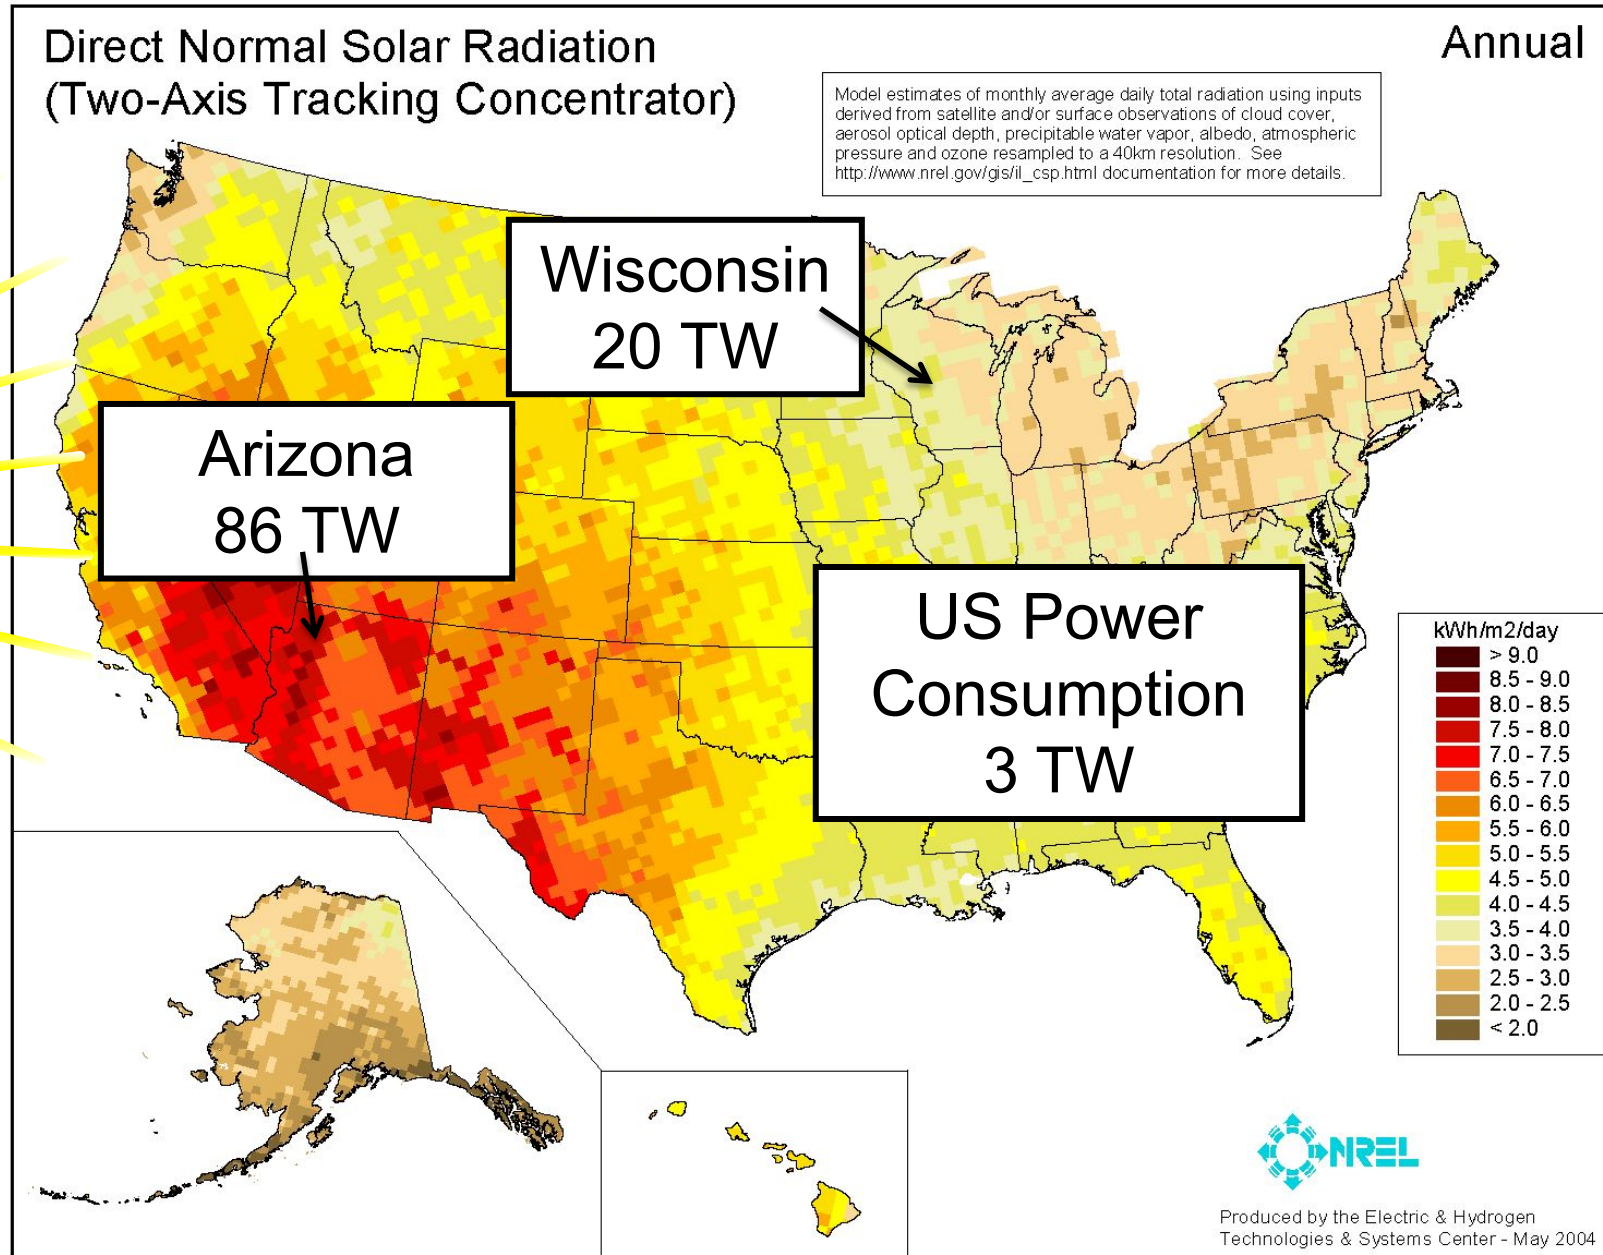 Direct Normal Solar Radiation
(Two-Axis Tracking Concentrator)
Annual
Model estimates of monthly average daily total radiation using inputs
derived from satellite and/or surface observations of cloud cover,
aerosol optical depth, precipitable water vapor, albedo, atmospheric
pressure and ozone resampled to a 40km resolution. See
http://www.nrel.gov/gis/il_csp.html documentation for more details.
Wisconsin
20 TW
Arizona
86 TW
US Power
Consumption
3 TW
kWh/m2/day
> 9.0
8.5 - 9.0
8.0 - 8.5
7.5 - 8.0
7.0 - 7.5
6.5 - 7.0
6.0 - 6.5
5.5 - 6.0
5.0 - 5.5
4.5 - 5.0
4.0 - 4.5
3.5 - 4.0
3.0 - 3.5
2.5 - 3.0
2.0 - 2.5
< 2.0
NREL
Produced by the Electric & Hydrogen
Technologies & Systems Center - May 2004